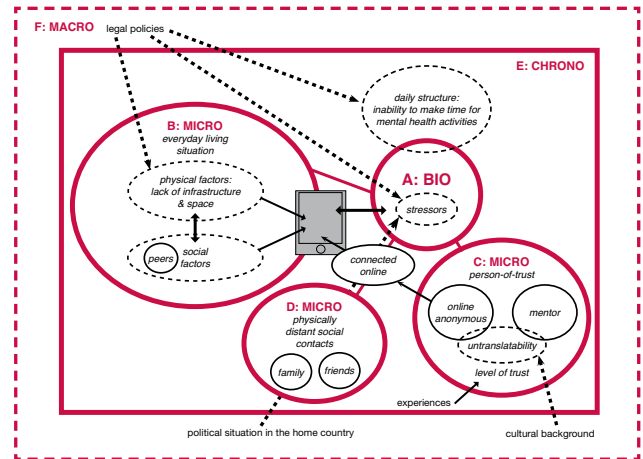 F: MACRO
legal policies
E: CHRONO
daily structure:
inability to make time for
mental health activities
B: MICRO
everyday living
situation
physical factors:
lack of infrastructure
& space
peers
social
factors
A: BIO
stressors
connected
online
C: MICRO
person-of-trust
online
anonymous
mentor
untranslatability
level of trust
D: MICRO
physically
distant social
contacts
family
friends
experiences
political situation in the home country
cultural background